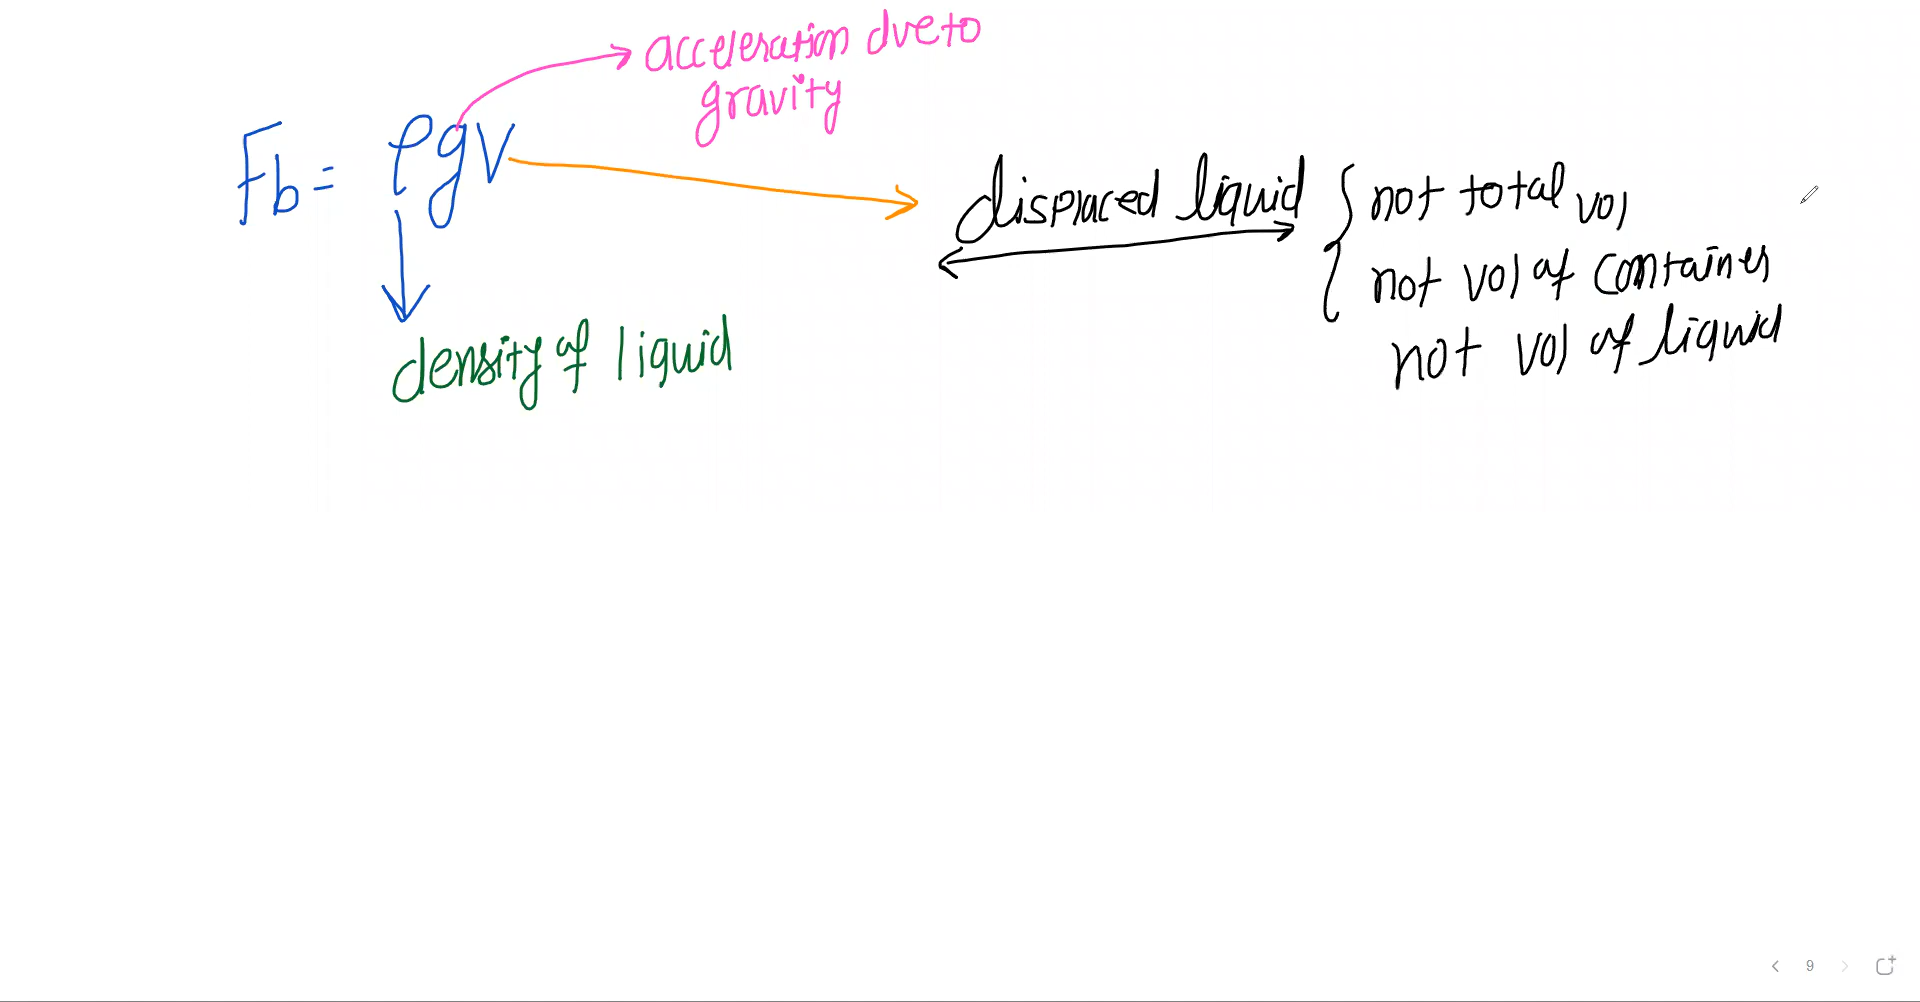 acceleration due to
gravity
Fb = ρgv
displaced liquid { not total vol
not vol of container
not vol of liquid
density of liquid
9